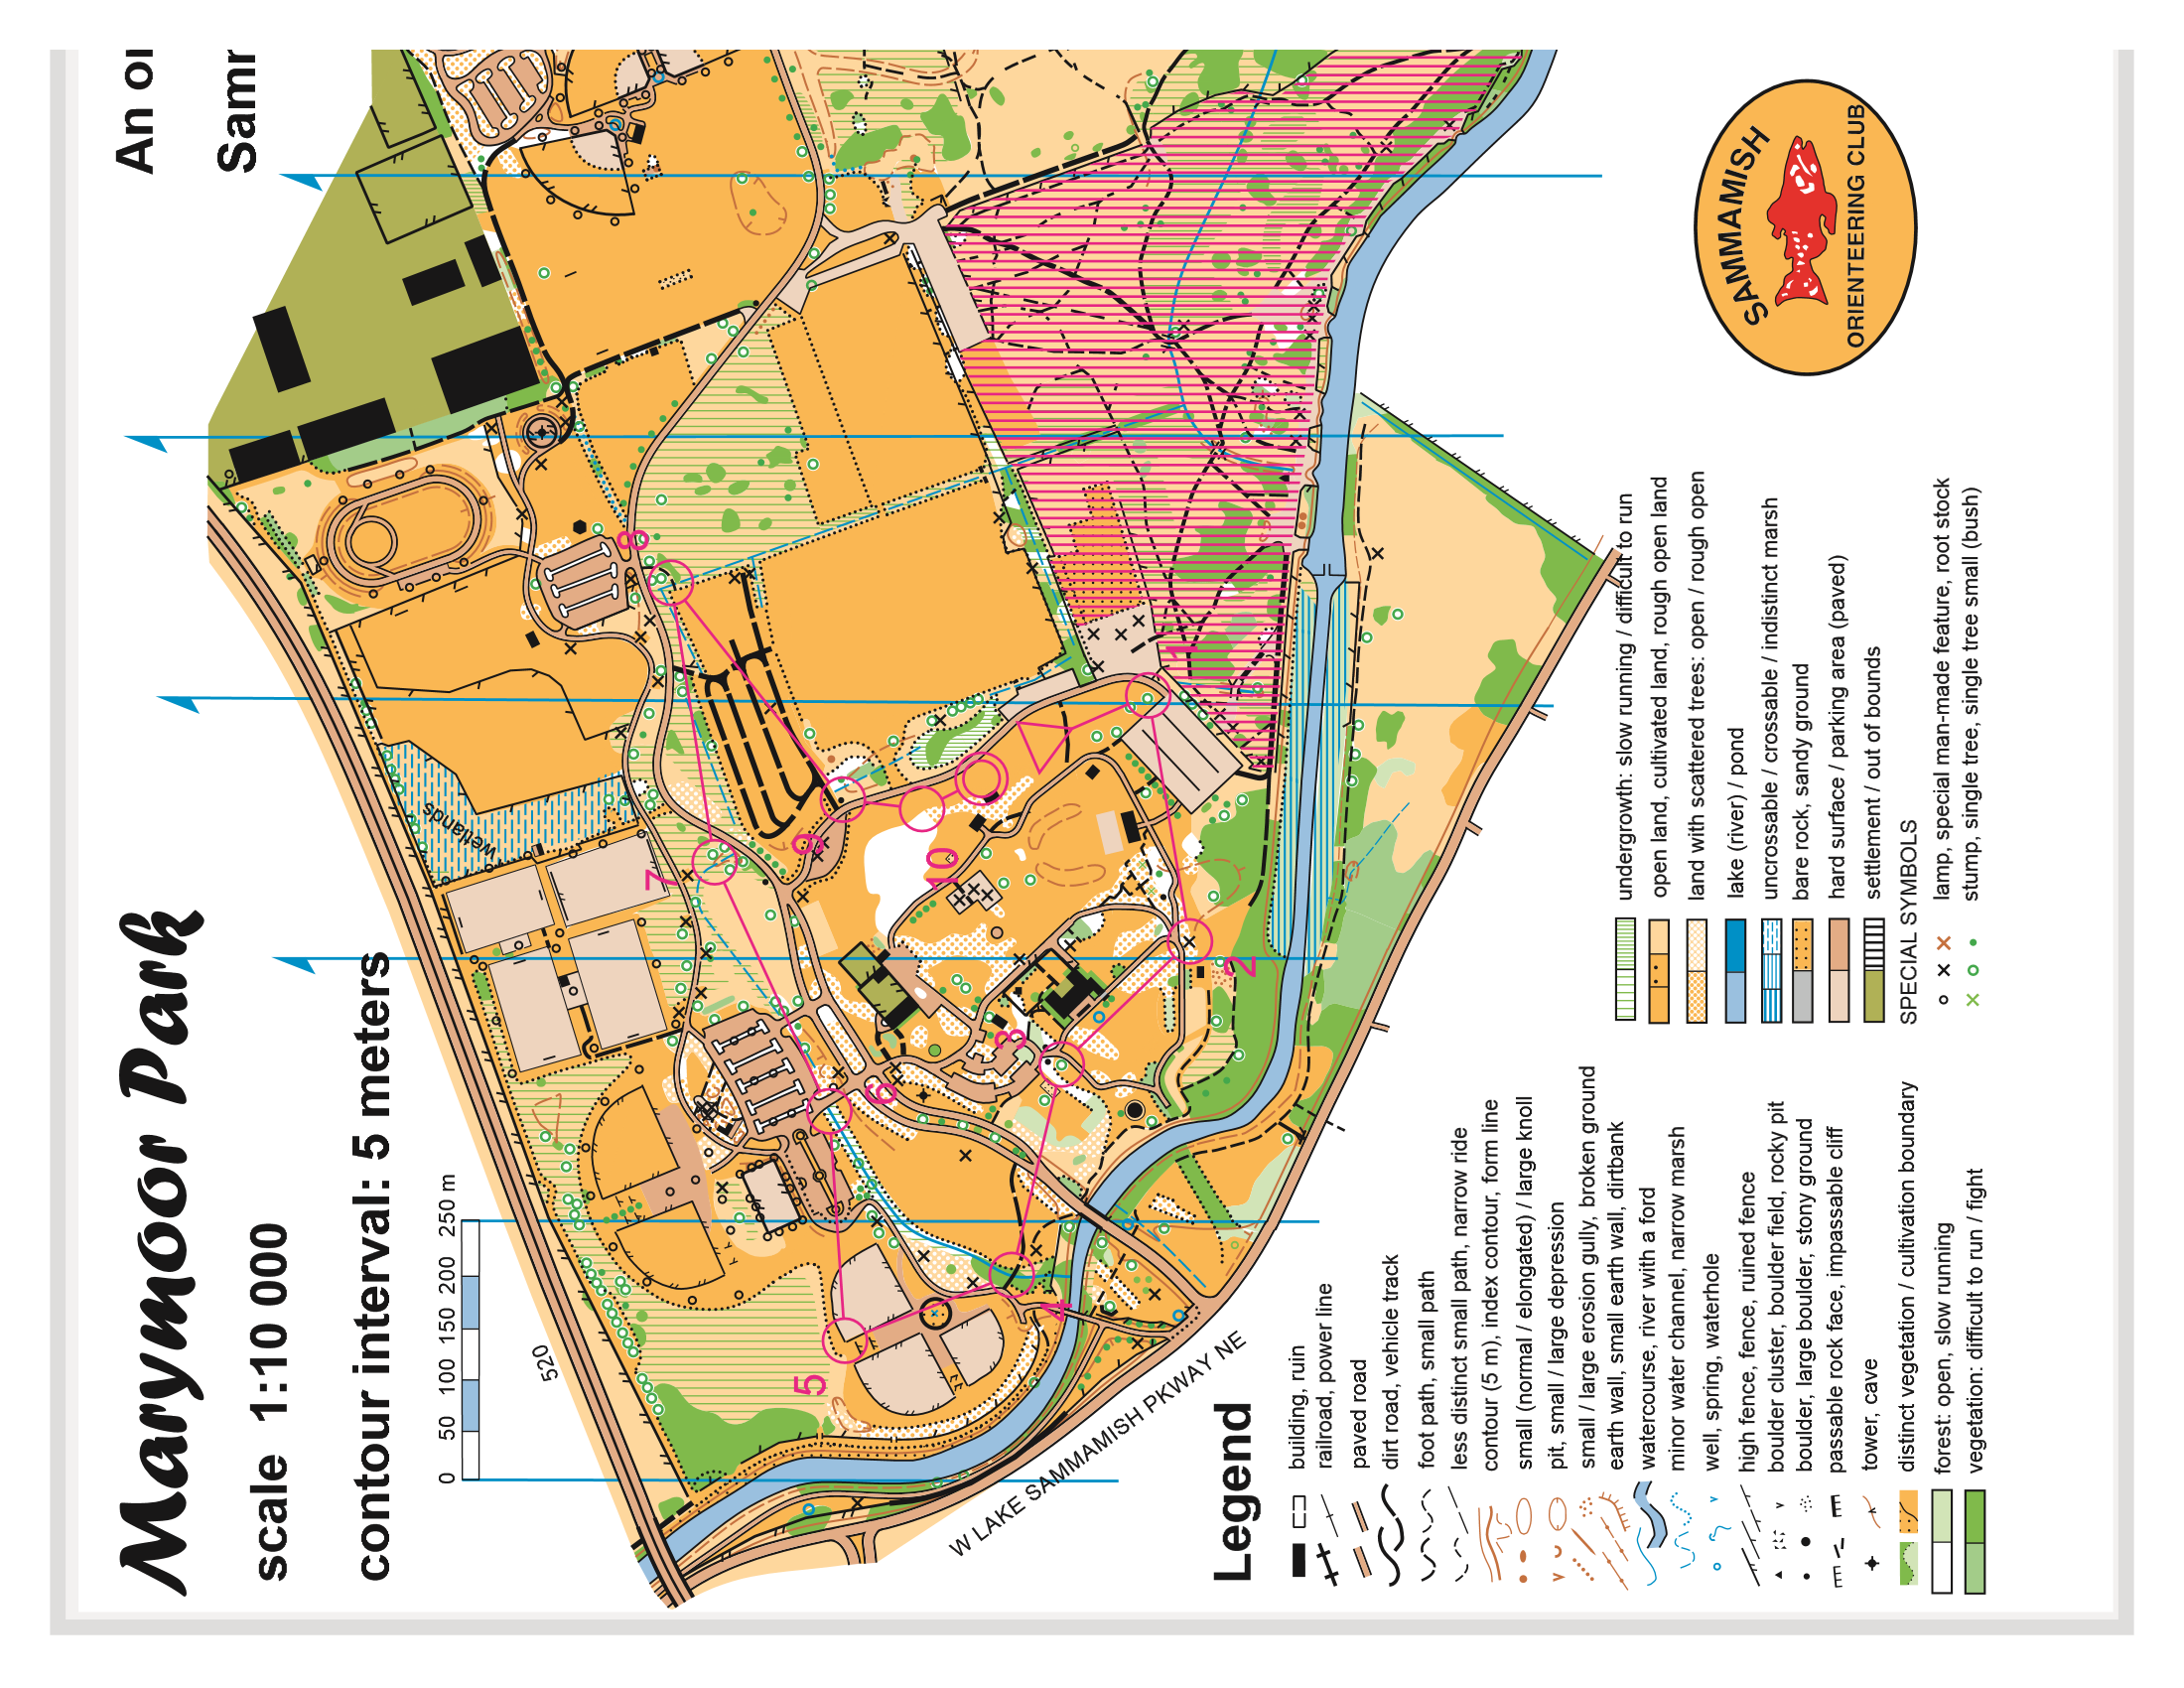 Marymoor Park
scale 1:10 000
contour interval: 5 meters
An or
Samr
0 50 100 150 200 250 m
520
wetlands
W LAKE SAMMAMISH PKWAY NE
1
2
3
4
5
6
7
8
9
10
Legend
building, ruin
railroad, power line
paved road
dirt road, vehicle track
foot path, small path
less distinct small path, narrow ride
contour (5 m), index contour, form line
small (normal / elongated) / large knoll
pit, small / large depression
small / large erosion gully, broken ground
earth wall, small earth wall, dirtbank
watercourse, river with a ford
minor water channel, narrow marsh
well, spring, waterhole
high fence, fence, ruined fence
boulder cluster, boulder field, rocky pit
boulder, large boulder, stony ground
passable rock face, impassable cliff
tower, cave
distinct vegetation / cultivation boundary
forest: open, slow running
vegetation: difficult to run / fight
undergrowth: slow running / difficult to run
open land, cultivated land, rough open land
land with scattered trees: open / rough open
lake (river) / pond
uncrossable / crossable / indistinct marsh
bare rock, sandy ground
hard surface / parking area (paved)
settlement / out of bounds
SPECIAL SYMBOLS
lamp, special man-made feature, root stock
stump, single tree, single tree small (bush)
SAMMAMISH
ORIENTEERING CLUB